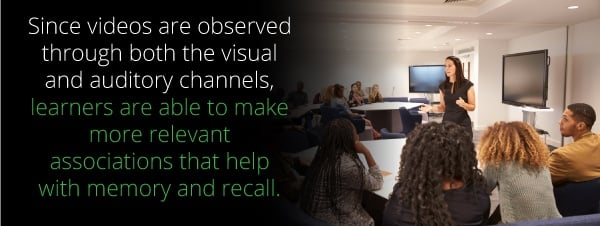 Since videos are observed
through both the visual
and auditory channels,
learners are able to make
more relevant
associations that help
with memory and recall.